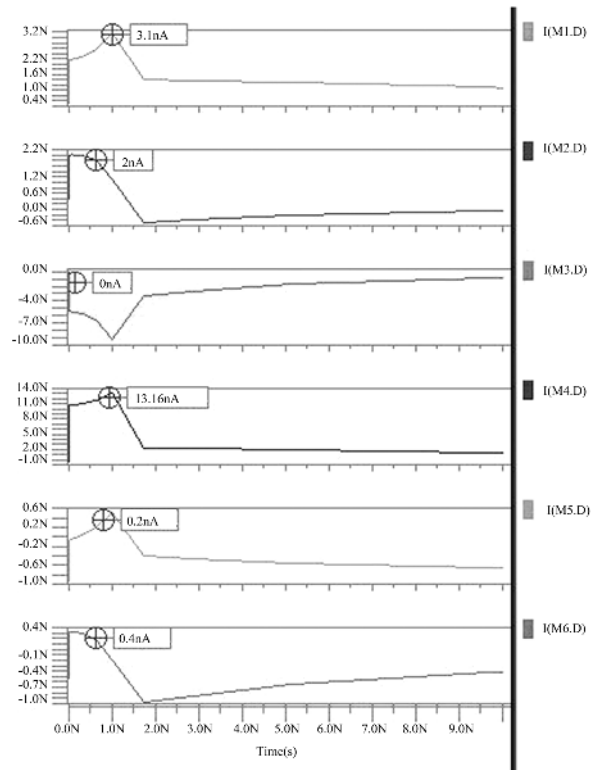 3.2N
2.2N
1.6N
1.0N
0.4N
3.1nA
I(M1.D)
2.2N
1.2N
0.6N
0.0N
-0.6N
2nA
I(M2.D)
0.0N
-4.0N
-7.0N
-10.0N
0nA
I(M3.D)
14.0N
11.0N
8.0N
5.0N
2.0N
-1.0N
13.16nA
I(M4.D)
0.6N
0.2N
-0.2N
-0.6N
-1.0N
0.2nA
I(M5.D)
0.4N
-0.1N
-0.4N
-0.7N
-1.0N
0.4nA
I(M6.D)
0.0N 1.0N 2.0N 3.0N 4.0N 5.0N 6.0N 7.0N 8.0N 9.0N
Time(s)